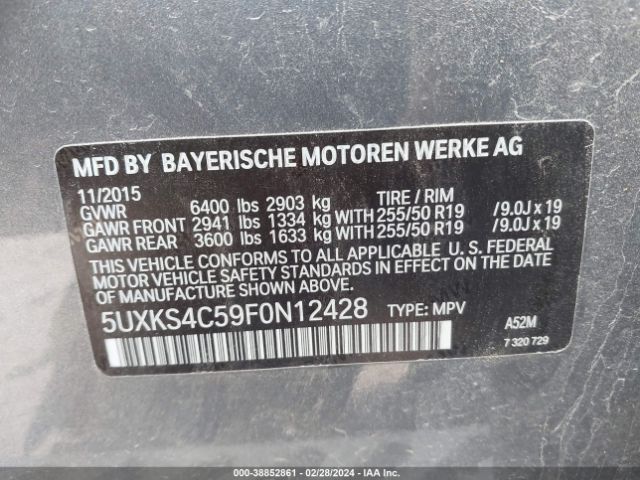 MFD BY BAYERISCHE MOTOREN WERKE AG
11/2015 TIRE / RIM
GVWR 6400 lbs 2903 kg
GAWR FRONT 2941 lbs 1334 kg WITH 255/50 R19 /9.0J x 19
GAWR REAR 3600 lbs 1633 kg WITH 255/50 R19 /9.0J x 19
THIS VEHICLE CONFORMS TO ALL APPLICABLE U. S. FEDERAL
MOTOR VEHICLE SAFETY STANDARDS IN EFFECT ON THE DATE OF
MANUFACTURE SHOWN ABOVE.
5UXKS4C59F0N12428 TYPE: MPV A52M
7 320 729
000-38852861 - 02/28/2024 - IAA Inc.